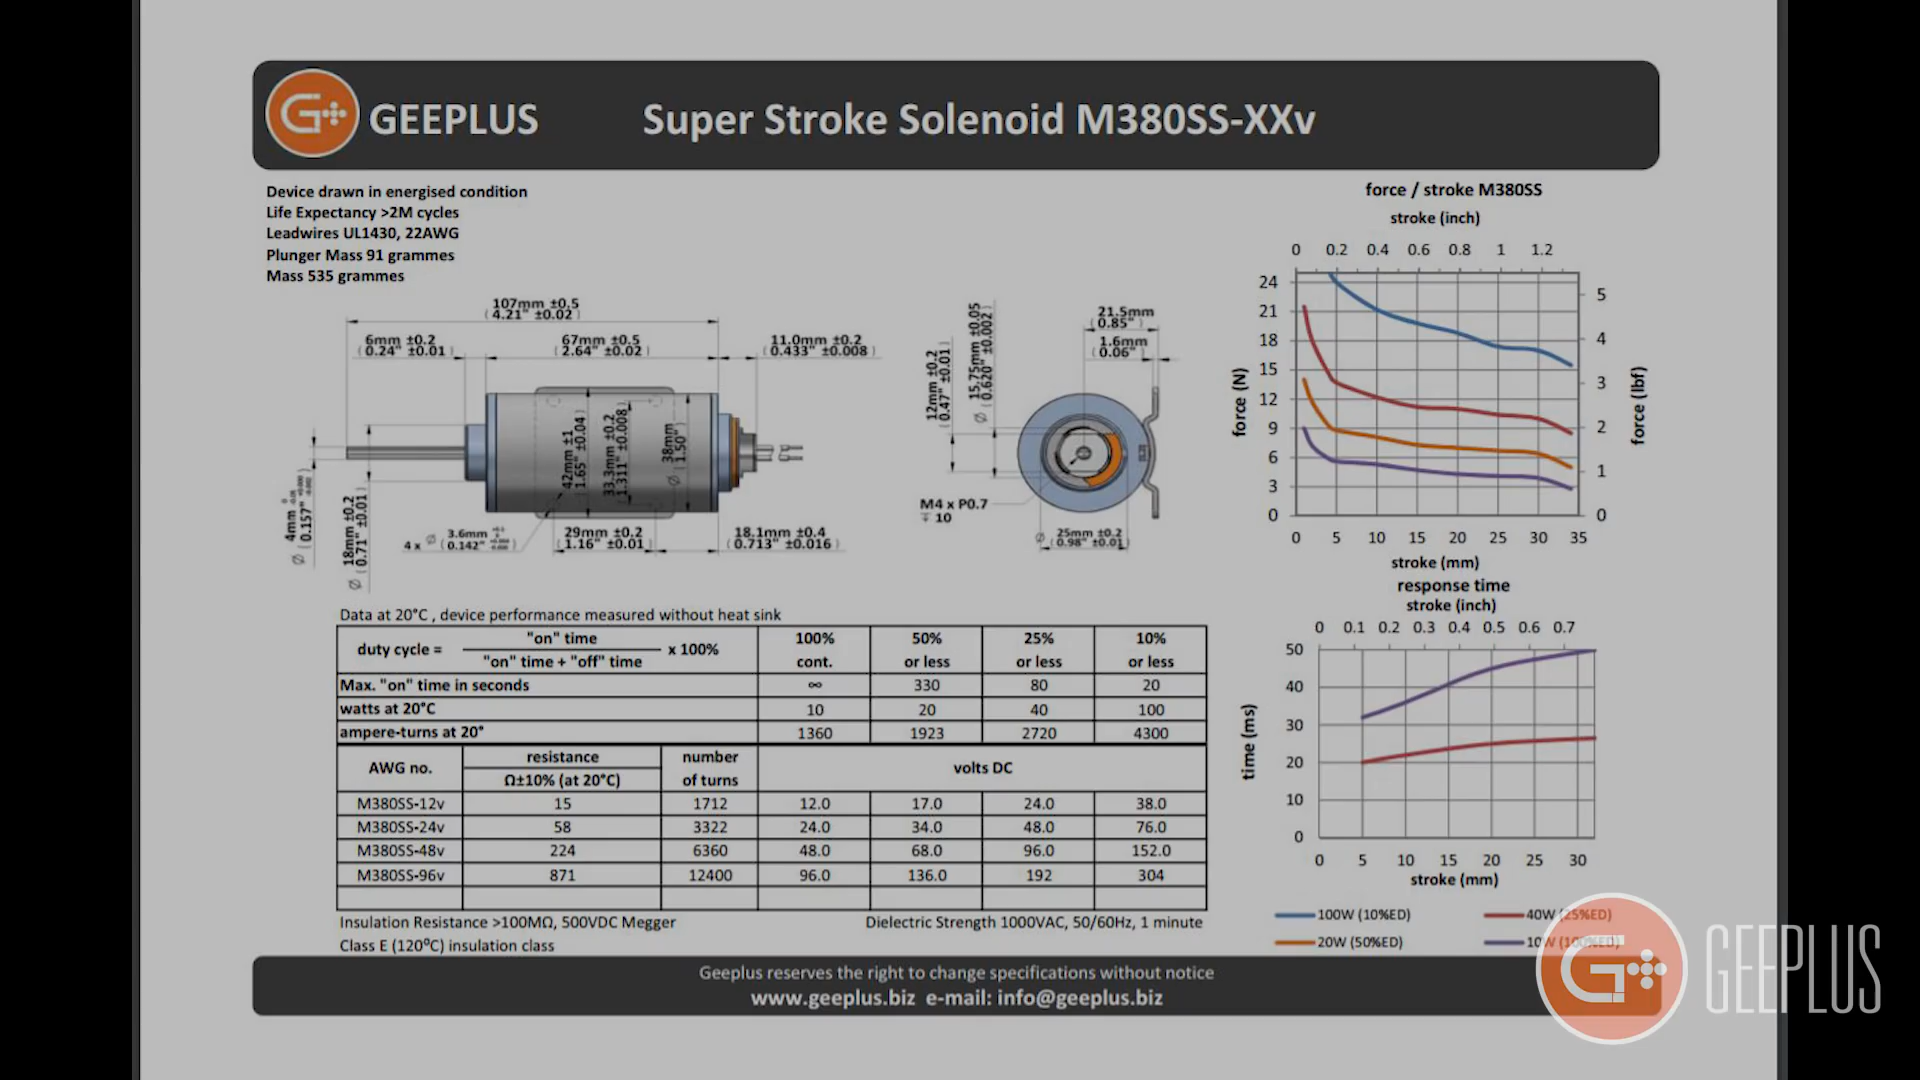 GEEPLUS
Super Stroke Solenoid M380SS-XXv
Device drawn in energised condition
Life Expectancy >2M cycles
Leadwires UL1430, 22AWG
Plunger Mass 91 grammes
Mass 535 grammes
107mm ±0.5
( 4.21" ±0.02 )
6mm ±0.2
( 0.24" ±0.01 )
67mm ±0.5
( 2.64" ±0.02 )
11.0mm ±0.2
(0.433" ±0.008 )
42mm ±1
( 1.65" ±0.04 )
33.3mm ±0.2
( 1.311" ±0.008 )
Ø 38mm
( 1.50" )
Ø 4mm
( 0.157" )
Ø 18mm ±0.2
( 0.71" ±0.01 )
4 x Ø 3.6mm
( 0.142" )
29mm ±0.2
( 1.16" ±0.01 )
18.1mm ±0.4
( 0.713" ±0.016 )
12mm ±0.2
( 0.47" ±0.01 )
Ø 15.75mm ±0.05
( 0.620" ±0.002 )
21.5mm
( 0.85" )
1.6mm
( 0.06" )
M4 x P0.7
↧ 10
Ø 25mm ±0.2
( 0.98" ±0.01 )
force / stroke M380SS
stroke (inch)
0 0.2 0.4 0.6 0.8 1 1.2
24
21
18
15
12
9
6
3
0
5
4
3
2
1
0
force (N)
force (lbf)
0 5 10 15 20 25 30 35
stroke (mm)
response time
stroke (inch)
0 0.1 0.2 0.3 0.4 0.5 0.6 0.7
50
40
30
20
10
0
time (ms)
0 5 10 15 20 25 30
stroke (mm)
100W (10%ED) 40W (25%ED)
20W (50%ED) 10W (100%ED)
Data at 20°C , device performance measured without heat sink
duty cycle = "on" time / "on" time + "off" time x 100% 100% cont. 50% or less 25% or less 10% or less
Max. "on" time in seconds ∞ 330 80 20
watts at 20°C 10 20 40 100
ampere-turns at 20° 1360 1923 2720 4300
AWG no. resistance Ω±10% (at 20°C) number of turns volts DC
M380SS-12v 15 1712 12.0 17.0 24.0 38.0
M380SS-24v 58 3322 24.0 34.0 48.0 76.0
M380SS-48v 224 6360 48.0 68.0 96.0 152.0
M380SS-96v 871 12400 96.0 136.0 192 304
Insulation Resistance >100MΩ, 500VDC Megger
Dielectric Strength 1000VAC, 50/60Hz, 1 minute
Class E (120°C) insulation class
Geeplus reserves the right to change specifications without notice
www.geeplus.biz e-mail: info@geeplus.biz
GEEPLUS